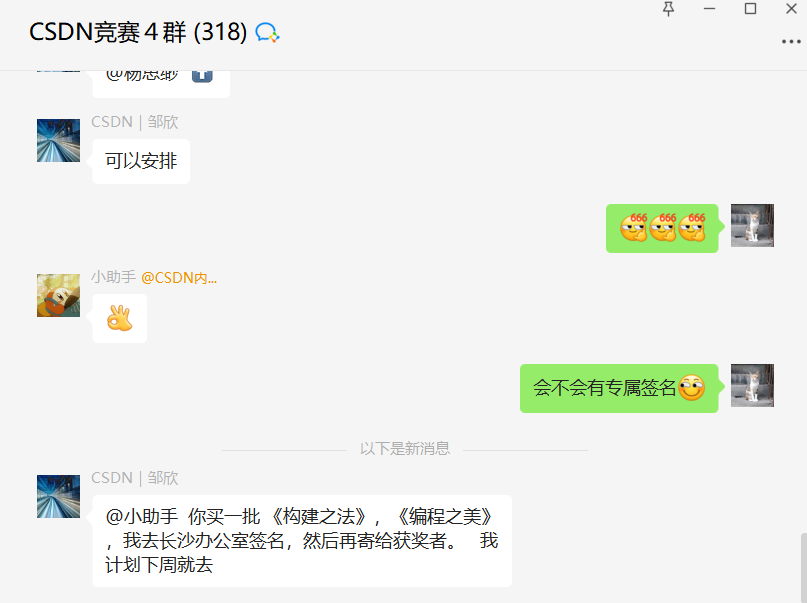 CSDN竞赛4群 (318)
CSDN | 邹欣
可以安排
666 666 666
小助手 @CSDN内...
会不会有专属签名
以下是新消息
CSDN | 邹欣
@小助手 你买一批 《构建之法》，《编程之美》
，我去长沙办公室签名，然后再寄给获奖者。 我
计划下周就去